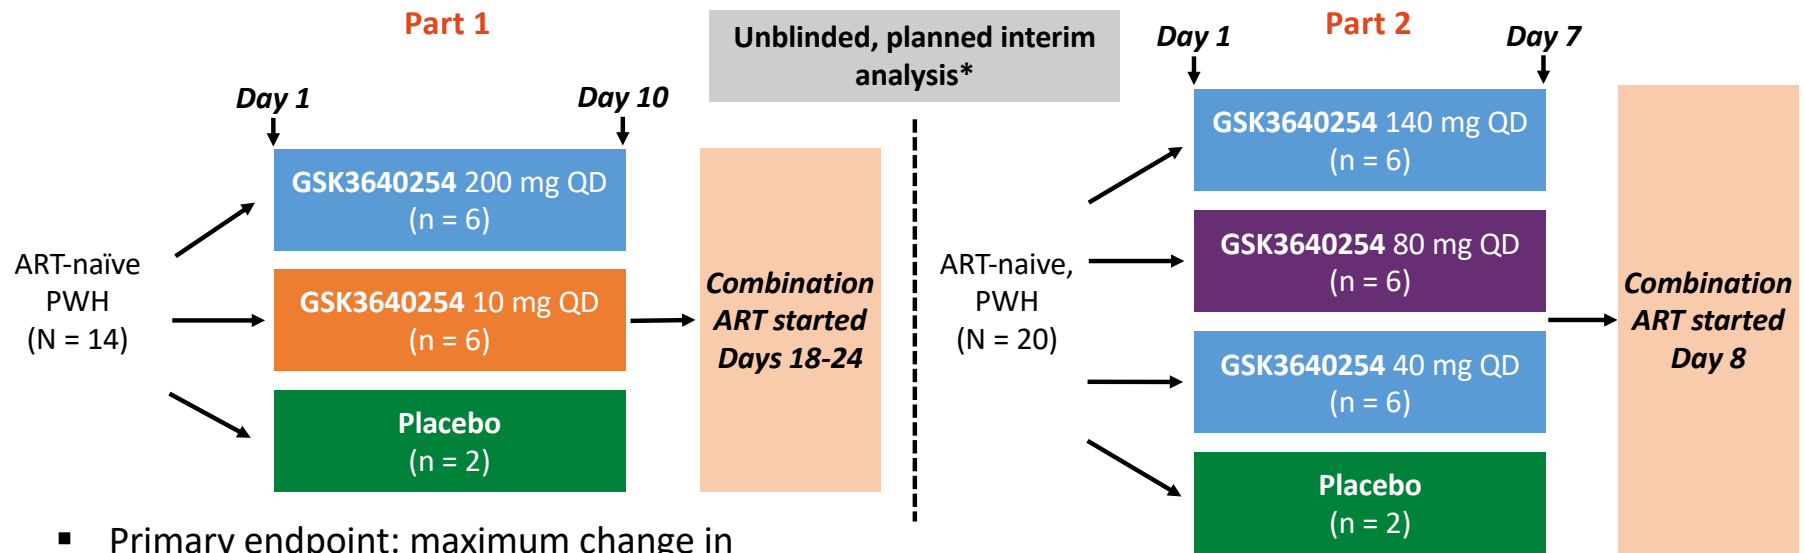 Part 1
Day 1
Day 10
ART-naïve
PWH
(N = 14)
GSK3640254 200 mg QD
(n = 6)
GSK3640254 10 mg QD
(n = 6)
Placebo
(n = 2)
Combination
ART started
Days 18-24
Unblinded, planned interim
analysis*
Part 2
Day 1
Day 7
ART-naive,
PWH
(N = 20)
GSK3640254 140 mg QD
(n = 6)
GSK3640254 80 mg QD
(n = 6)
GSK3640254 40 mg QD
(n = 6)
Placebo
(n = 2)
Combination
ART started
Day 8
▪ Primary endpoint: maximum change in